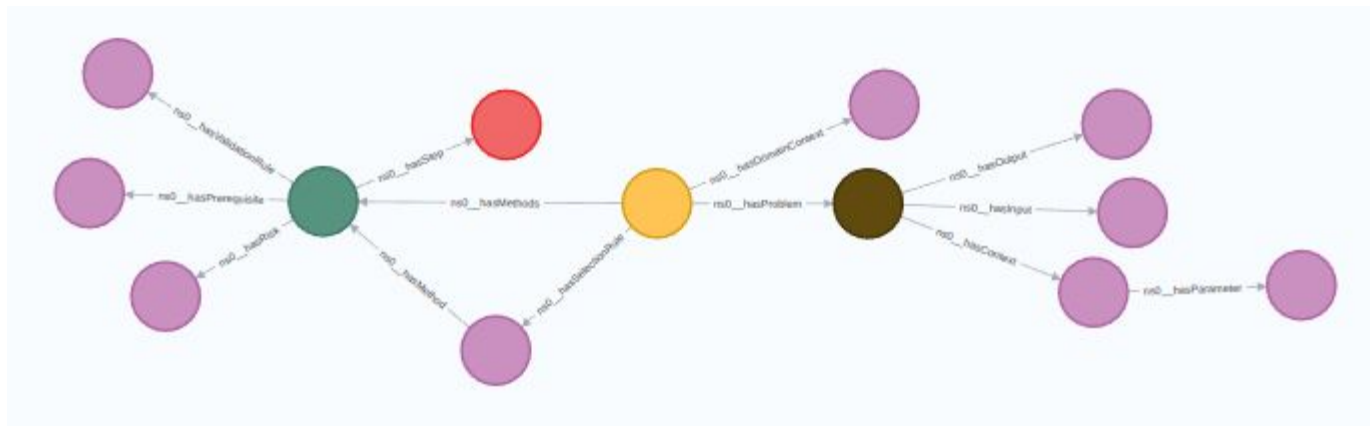 ns0__hasValidationRule
ns0__hasStep
ns0__hasDomainContext
ns0__hasOutput
ns0__hasPrerequisite
ns0__hasMethods
ns0__hasProblem
ns0__hasInput
ns0__hasRisk
ns0__hasMethod
ns0__hasSelectionRule
ns0__hasContext
ns0__hasParameter